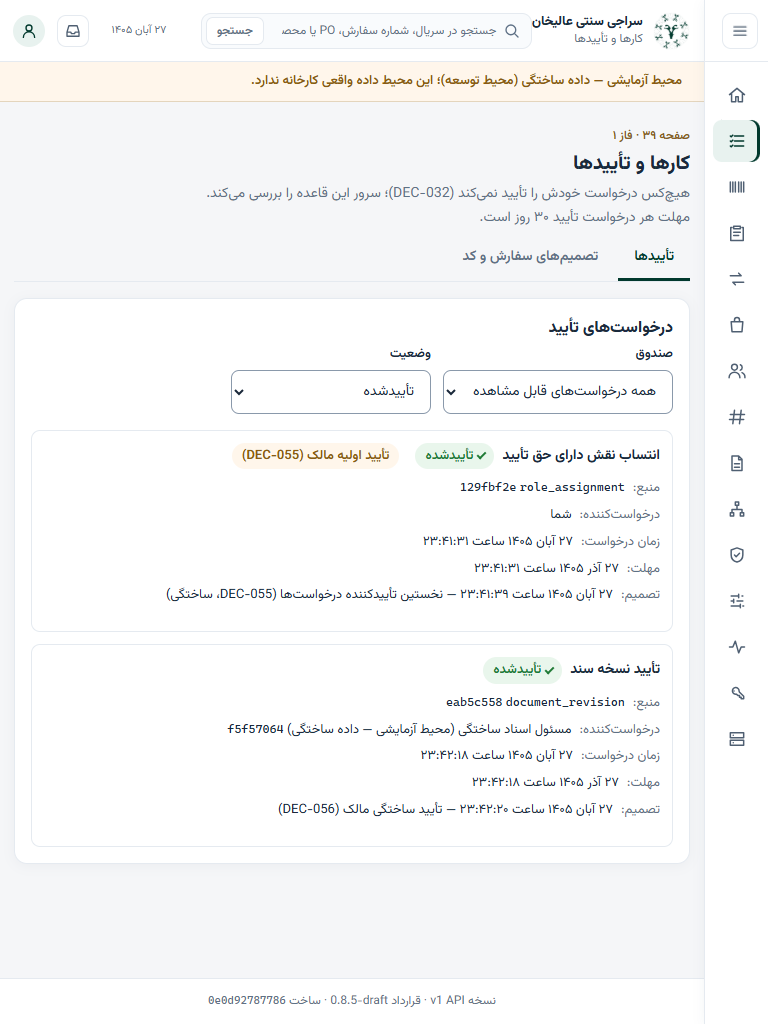 سراجی سنتی عالیخان
کارها و تأییدها
جستجو در سریال، شماره سفارش، PO یا محص
جستجو
۲۷ آبان ۱۴۰۵
محیط آزمایشی — داده ساختگی (محیط توسعه)؛ این محیط داده واقعی کارخانه ندارد.
صفحه ۳۹ · فاز ۱
کارها و تأییدها
هیچ‌کس درخواست خودش را تأیید نمی‌کند (DEC-032)؛ سرور این قاعده را بررسی می‌کند.
مهلت هر درخواست تأیید ۳۰ روز است.
تأییدها
تصمیم‌های سفارش و کد
درخواست‌های تأیید
صندوق
وضعیت
همه درخواست‌های قابل مشاهده
تأییدشده
انتساب نقش دارای حق تأیید
تأییدشده
تأیید اولیه مالک (DEC-055)
منبع: role_assignment 129fbf2e
درخواست‌کننده: شما
زمان درخواست: ۲۷ آبان ۱۴۰۵ ساعت ۲۳:۴۱:۳۱
مهلت: ۲۷ آذر ۱۴۰۵ ساعت ۲۳:۴۱:۳۱
تصمیم: ۲۷ آبان ۱۴۰۵ ساعت ۲۳:۴۱:۳۹ — نخستین تأییدکننده درخواست‌ها (DEC-055، ساختگی)
تأیید نسخه سند
تأییدشده
منبع: document_revision eab5c558
درخواست‌کننده: مسئول اسناد ساختگی (محیط آزمایشی — داده ساختگی) f5f57064
زمان درخواست: ۲۷ آبان ۱۴۰۵ ساعت ۲۳:۴۲:۱۸
مهلت: ۲۷ آذر ۱۴۰۵ ساعت ۲۳:۴۲:۱۸
تصمیم: ۲۷ آبان ۱۴۰۵ ساعت ۲۳:۴۲:۲۰ — تأیید ساختگی مالک (DEC-056)
نسخه v1 API · قرارداد 0.8.5-draft · ساخت 0e0d92787786